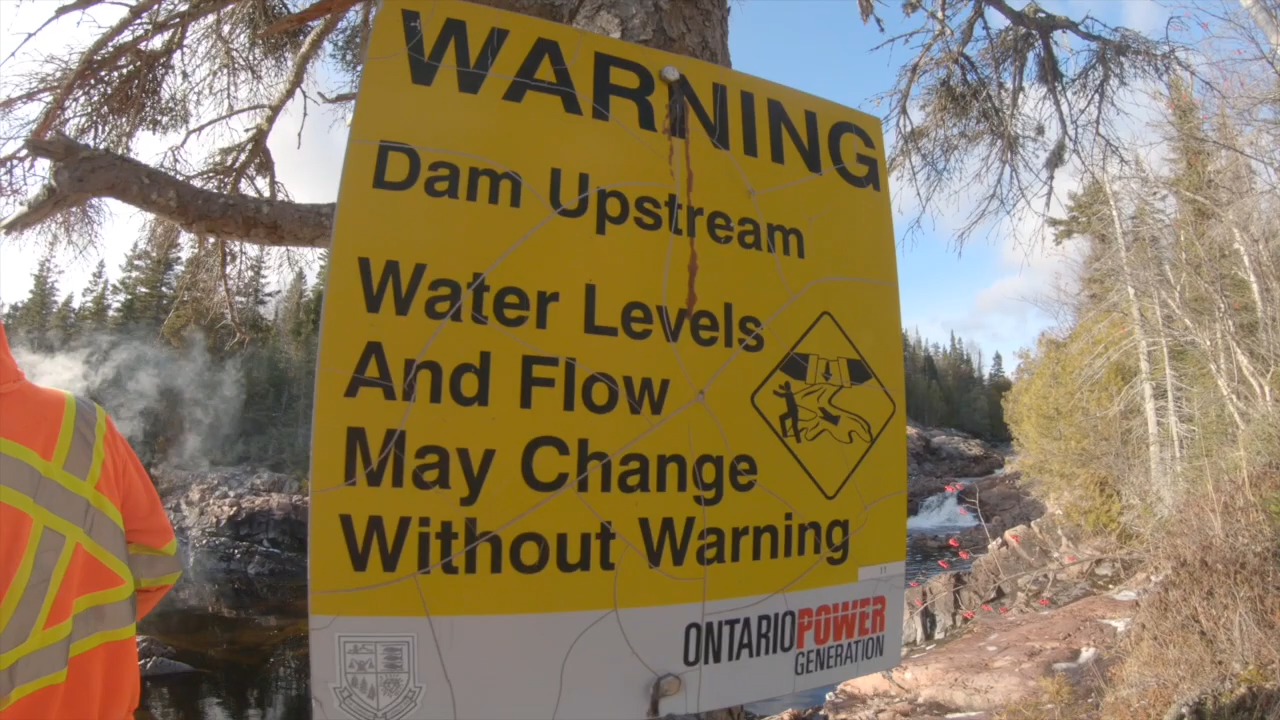 WARNING
Dam Upstream
Water Levels
And Flow
May Change
Without Warning
ONTARIOPOWER
GENERATION